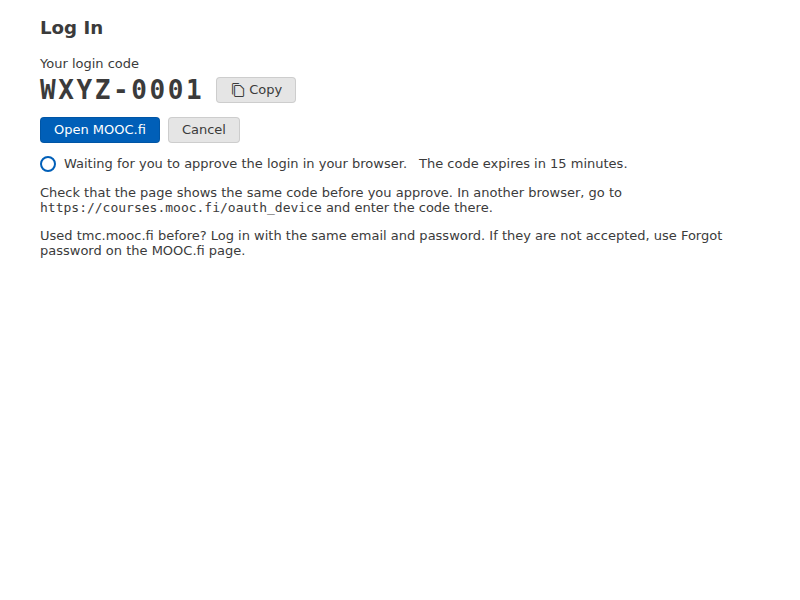 Log In
Your login code
WXYZ-0001
Copy
Open MOOC.fi
Cancel
Waiting for you to approve the login in your browser. The code expires in 15 minutes.
Check that the page shows the same code before you approve. In another browser, go to
https://courses.mooc.fi/oauth_device and enter the code there.
Used tmc.mooc.fi before? Log in with the same email and password. If they are not accepted, use Forgot
password on the MOOC.fi page.